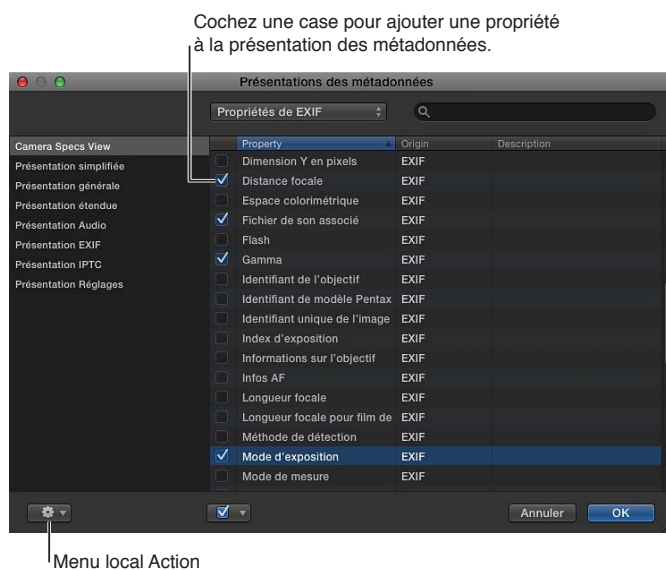 Cochez une case pour ajouter une propriété
à la présentation des métadonnées.
Présentations des métadonnées
Propriétés de EXIF
Property Origin Description
Camera Specs View
Présentation simplifiée
Présentation générale
Présentation étendue
Présentation Audio
Présentation EXIF
Présentation IPTC
Présentation Réglages
Dimension Y en pixels EXIF
Distance focale EXIF
Espace colorimétrique EXIF
Fichier de son associé EXIF
Flash EXIF
Gamma EXIF
Identifiant de l'objectif EXIF
Identifiant de modèle Pentax EXIF
Identifiant unique de l'image EXIF
Index d'exposition EXIF
Informations sur l'objectif EXIF
Infos AF EXIF
Longueur focale EXIF
Longueur focale pour film de EXIF
Méthode de détection EXIF
Mode d'exposition EXIF
Mode de mesure EXIF
Annuler OK
Menu local Action